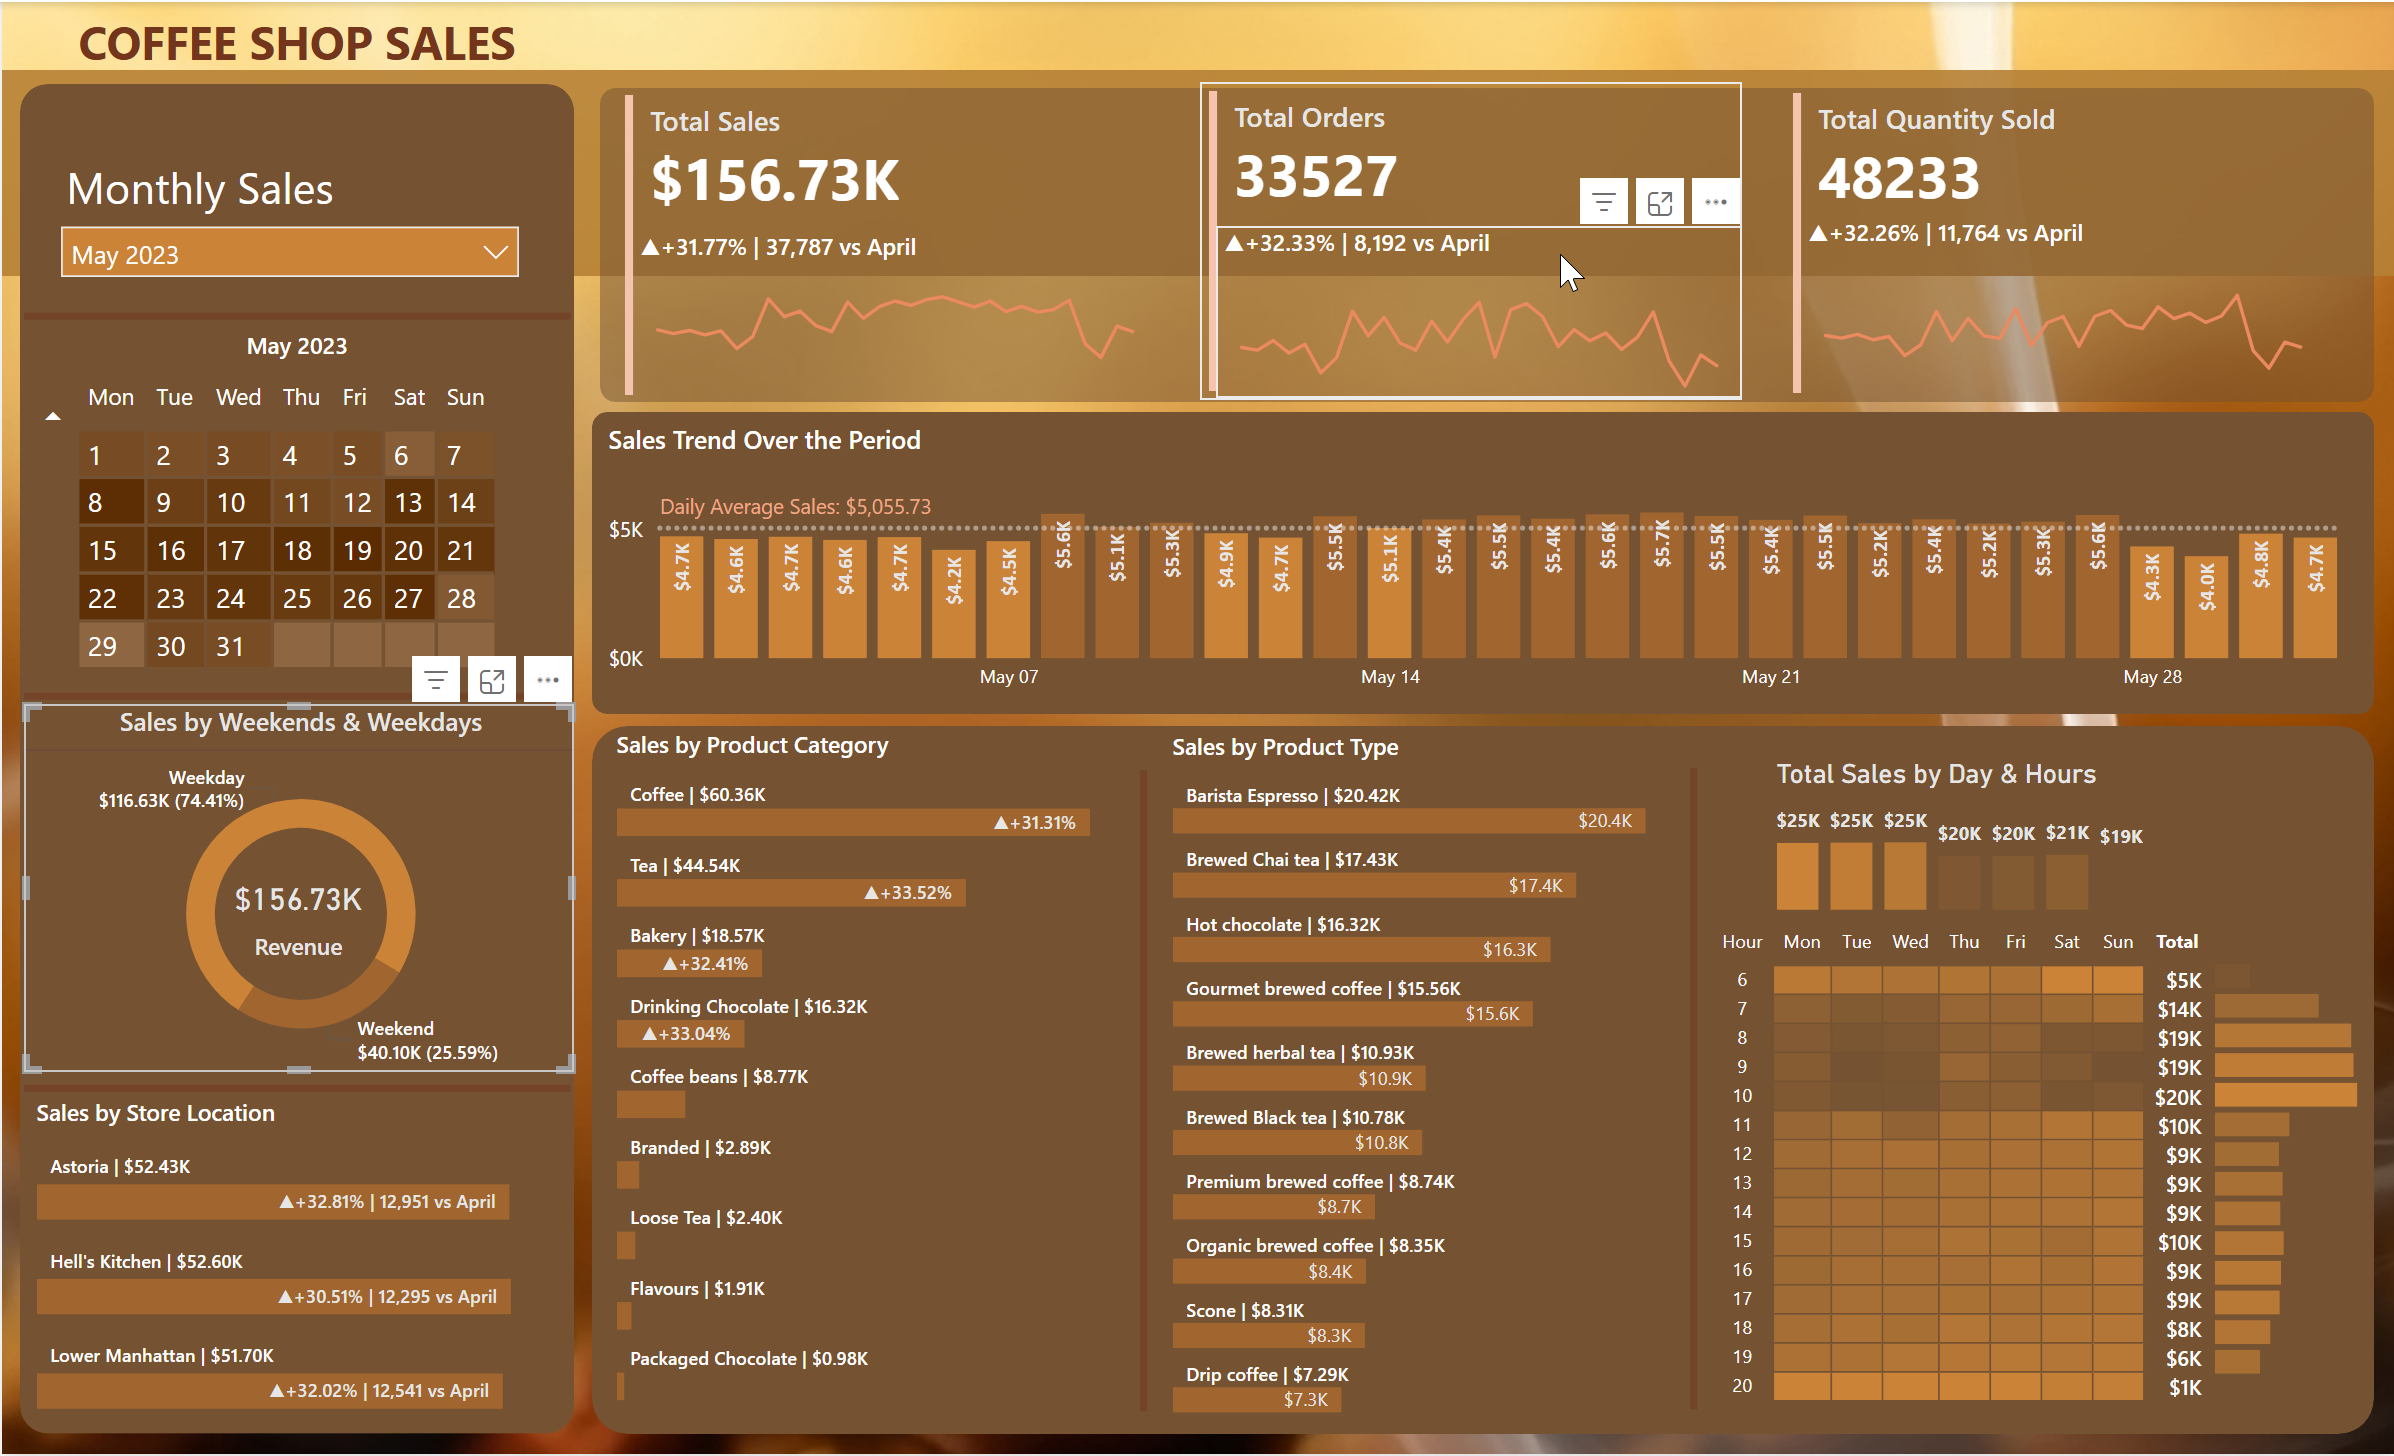 COFFEE SHOP SALES
Monthly Sales
May 2023
May 2023
Mon Tue Wed Thu Fri Sat Sun
1 2 3 4 5 6 7
8 9 10 11 12 13 14
15 16 17 18 19 20 21
22 23 24 25 26 27 28
29 30 31
Sales by Weekends & Weekdays
Weekday
$116.63K (74.41%)
$156.73K
Revenue
Weekend
$40.10K (25.59%)
Sales by Store Location
Astoria | $52.43K
▲+32.81% | 12,951 vs April
Hell's Kitchen | $52.60K
▲+30.51% | 12,295 vs April
Lower Manhattan | $51.70K
▲+32.02% | 12,541 vs April
Total Sales
$156.73K
▲+31.77% | 37,787 vs April
Total Orders
33527
▲+32.33% | 8,192 vs April
Total Quantity Sold
48233
▲+32.26% | 11,764 vs April
Sales Trend Over the Period
Daily Average Sales: $5,055.73
$5K
$4.7K $4.6K $4.7K $4.6K $4.7K $4.2K $4.5K $5.6K $5.1K $5.3K $4.9K $4.7K $5.5K $5.1K $5.4K $5.5K $5.4K $5.6K $5.7K $5.5K $5.4K $5.5K $5.2K $5.4K $5.2K $5.3K $5.6K $4.3K $4.0K $4.8K $4.7K
$0K
May 07 May 14 May 21 May 28
Sales by Product Category
Coffee | $60.36K
▲+31.31%
Tea | $44.54K
▲+33.52%
Bakery | $18.57K
▲+32.41%
Drinking Chocolate | $16.32K
▲+33.04%
Coffee beans | $8.77K
Branded | $2.89K
Loose Tea | $2.40K
Flavours | $1.91K
Packaged Chocolate | $0.98K
Sales by Product Type
Barista Espresso | $20.42K
$20.4K
Brewed Chai tea | $17.43K
$17.4K
Hot chocolate | $16.32K
$16.3K
Gourmet brewed coffee | $15.56K
$15.6K
Brewed herbal tea | $10.93K
$10.9K
Brewed Black tea | $10.78K
$10.8K
Premium brewed coffee | $8.74K
$8.7K
Organic brewed coffee | $8.35K
$8.4K
Scone | $8.31K
$8.3K
Drip coffee | $7.29K
$7.3K
Total Sales by Day & Hours
$25K $25K $25K $20K $20K $21K $19K
Hour Mon Tue Wed Thu Fri Sat Sun Total
6 $5K
7 $14K
8 $19K
9 $19K
10 $20K
11 $10K
12 $9K
13 $9K
14 $9K
15 $10K
16 $9K
17 $9K
18 $8K
19 $6K
20 $1K